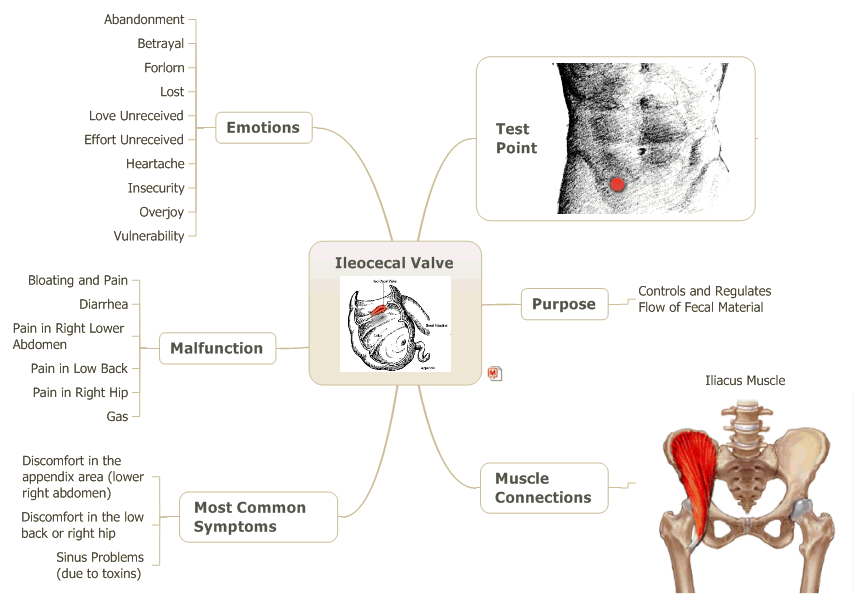 Abandonment
Betrayal
Forlorn
Lost
Love Unreceived
Effort Unreceived
Heartache
Insecurity
Overjoy
Vulnerability
Emotions
Test
Point
Ileocecal Valve
Purpose
Controls and Regulates
Flow of Fecal Material
Bloating and Pain
Diarrhea
Pain in Right Lower
Abdomen
Pain in Low Back
Pain in Right Hip
Gas
Malfunction
Iliacus Muscle
Muscle
Connections
Discomfort in the
appendix area (lower
right abdomen)
Discomfort in the low
back or right hip
Sinus Problems
(due to toxins)
Most Common
Symptoms